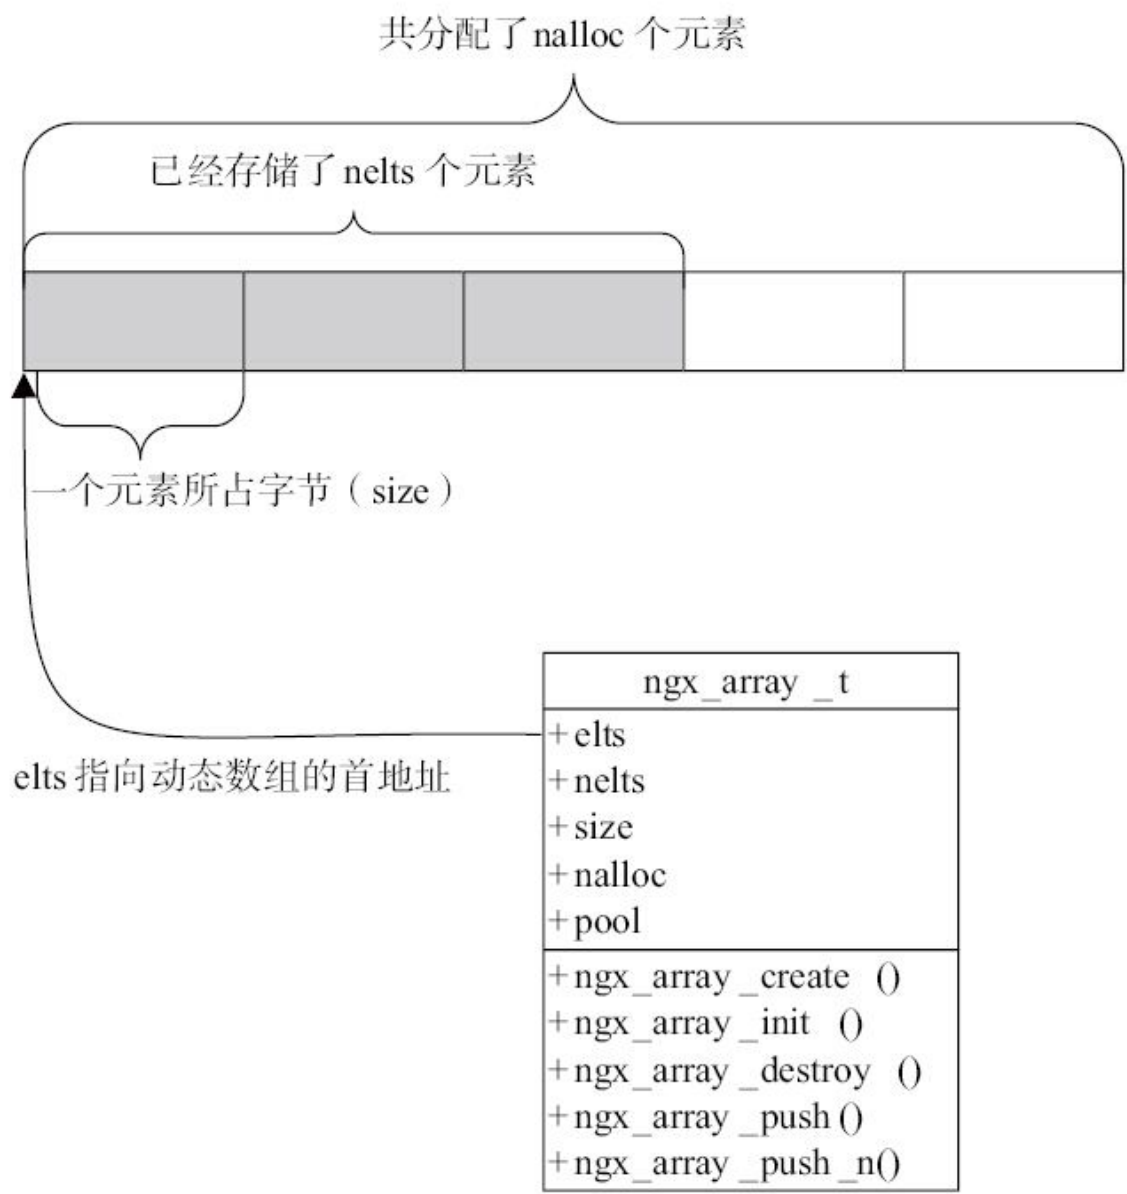 共分配了nalloc 个元素
已经存储了nelts 个元素
一个元素所占字节（size）
elts 指向动态数组的首地址
ngx_array _t
+elts
+nelts
+size
+nalloc
+pool
+ngx_array _create ()
+ngx_array _init ()
+ngx_array _destroy ()
+ngx_array _push ()
+ngx_array _push _n()